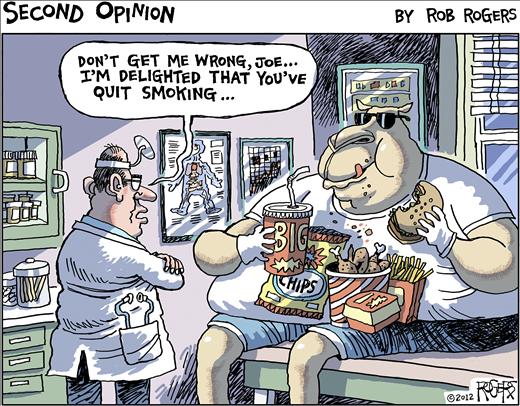 SECOND OPINION
BY ROB ROGERS
DON'T GET ME WRONG, JOE...
I'M DELIGHTED THAT YOU'VE
QUIT SMOKING...
BIG
CHIPS
ROGERS
©2012